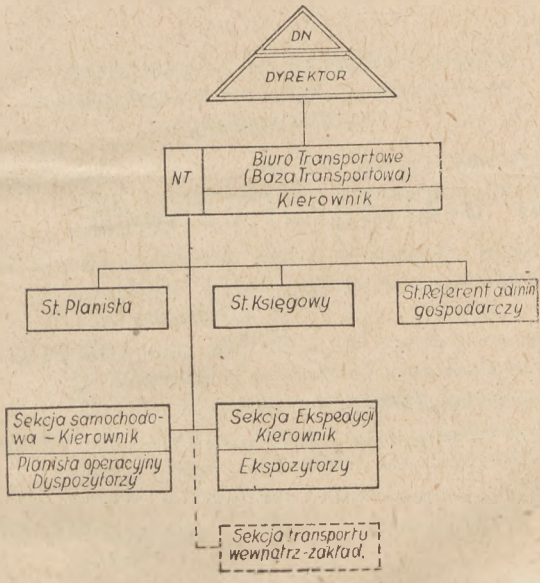 DN
DYREKTOR
NT
Biuro Transportowe
(Baza Transportowa)
Kierownik
St. Planista
St. Księgowy
St. Referent admin
gospodarczy
Sekcja samochodo-
wa – Kierownik
Planista operacyjny
Dyspozytorzy
Sekcja Ekspedycji
Kierownik
Ekspozytorzy
Sekcja transportu
wewnątrz-zakład.